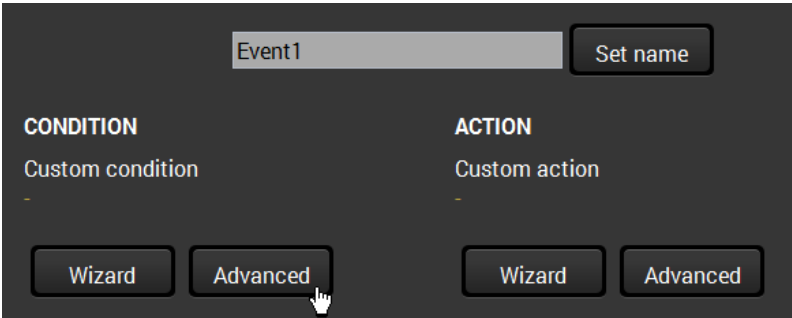 Event1 Set name
CONDITION ACTION
Custom condition Custom action
- -
Wizard Advanced Wizard Advanced